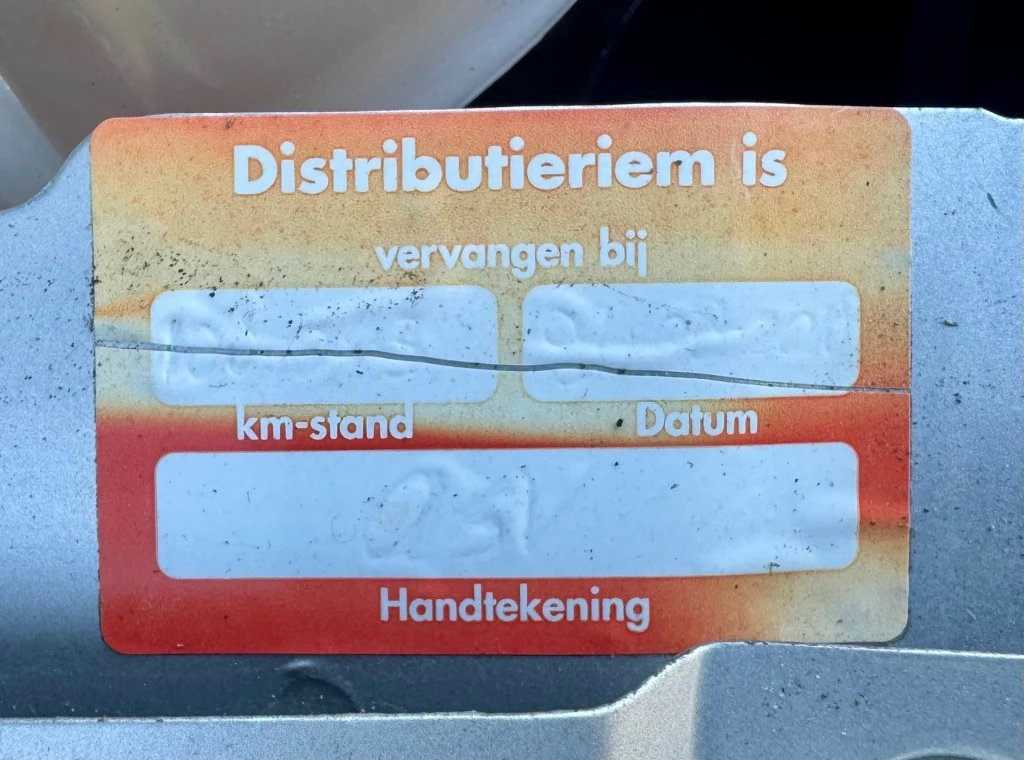 Distributieriem is
vervangen bij
km-stand
Datum
Handtekening